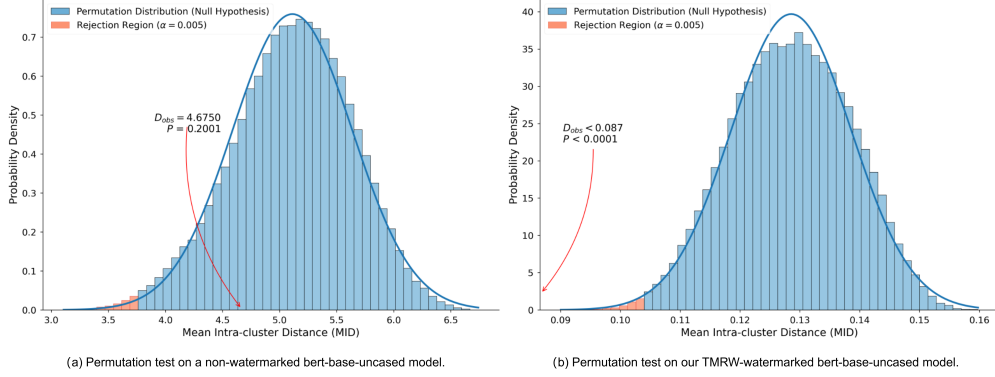 Permutation Distribution (Null Hypothesis)
Rejection Region (α = 0.005)
0.7
0.6
0.5
0.4
0.3
0.2
0.1
0.0
Probability Density
D_obs = 4.6750
P = 0.2001
3.0 3.5 4.0 4.5 5.0 5.5 6.0 6.5
Mean Intra-cluster Distance (MID)
(a) Permutation test on a non-watermarked bert-base-uncased model.
Permutation Distribution (Null Hypothesis)
Rejection Region (α = 0.005)
40
35
30
25
20
15
10
5
0
Probability Density
D_obs < 0.087
P < 0.0001
0.09 0.10 0.11 0.12 0.13 0.14 0.15 0.16
Mean Intra-cluster Distance (MID)
(b) Permutation test on our TMRW-watermarked bert-base-uncased model.